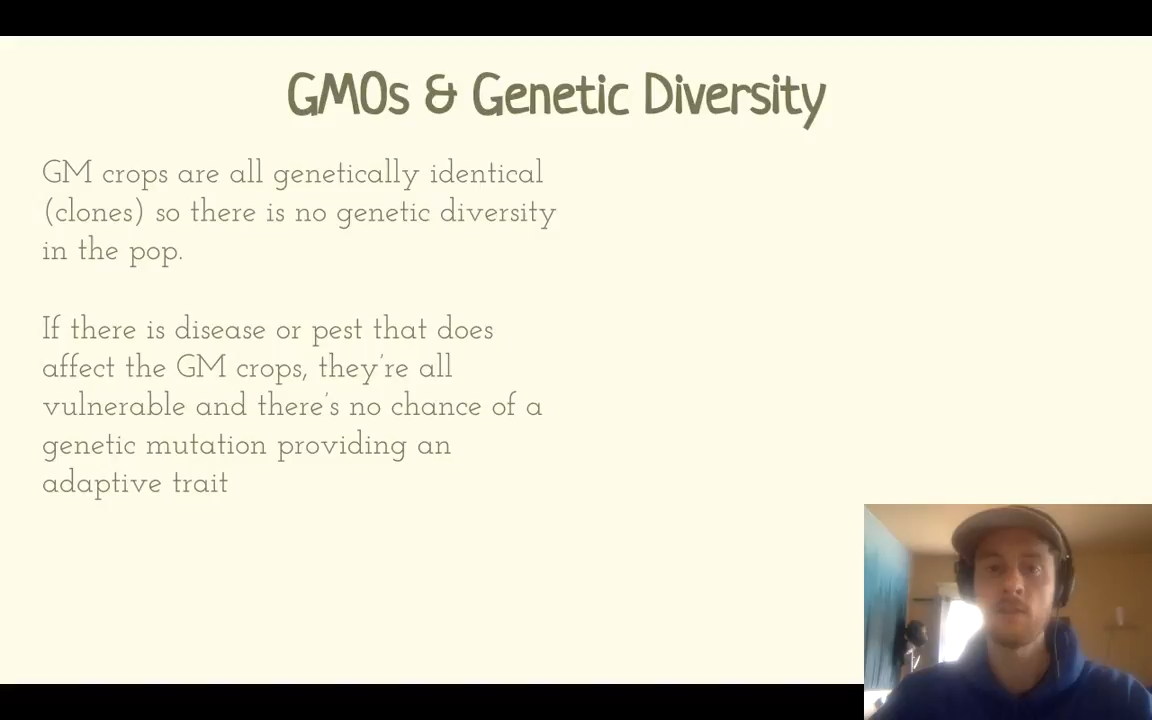 GMOs & Genetic Diversity
GM crops are all genetically identical
(clones) so there is no genetic diversity
in the pop.
If there is disease or pest that does
affect the GM crops, they're all
vulnerable and there's no chance of a
genetic mutation providing an
adaptive trait